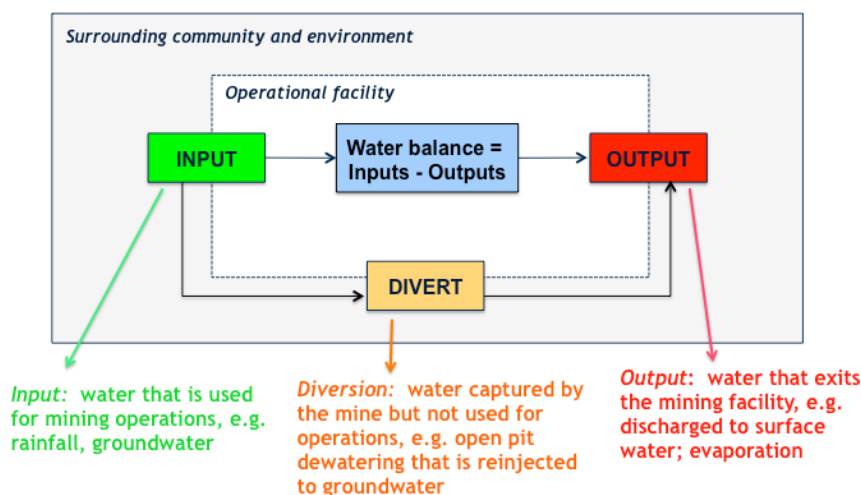 Surrounding community and environment
Operational facility
INPUT
Water balance =
Inputs - Outputs
OUTPUT
DIVERT
Input: water that is used
for mining operations, e.g.
rainfall, groundwater
Diversion: water captured by
the mine but not used for
operations, e.g. open pit
dewatering that is reinjected
to groundwater
Output: water that exits
the mining facility, e.g.
discharged to surface
water; evaporation